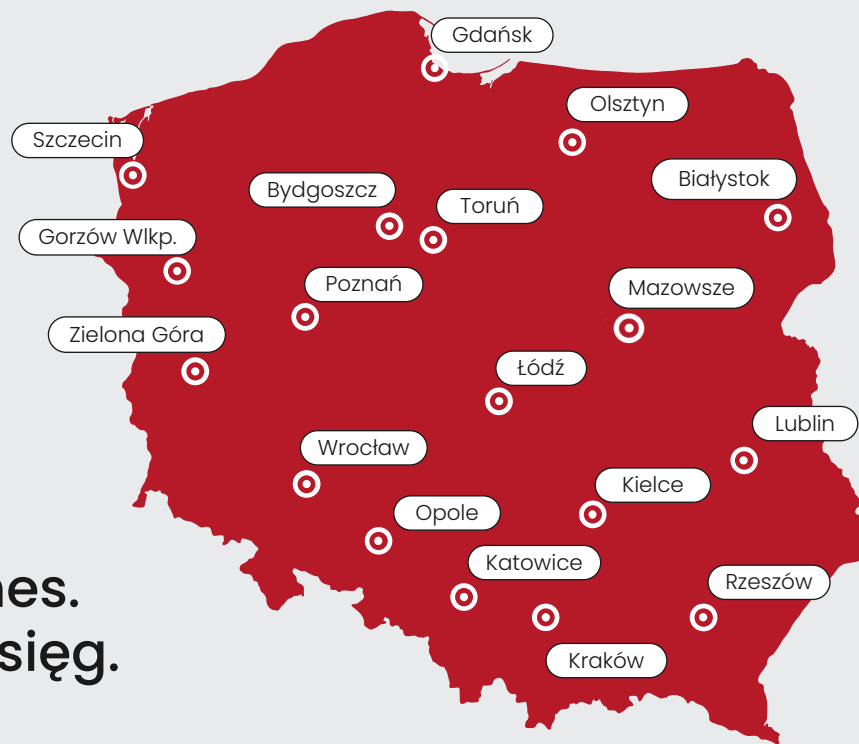 Gdańsk
Olsztyn
Szczecin
Białystok
Bydgoszcz
Toruń
Gorzów Wlkp.
Poznań
Mazowsze
Zielona Góra
Łódź
Lublin
Wrocław
Kielce
Opole
Katowice
Rzeszów
Kraków
nes.
sięg.